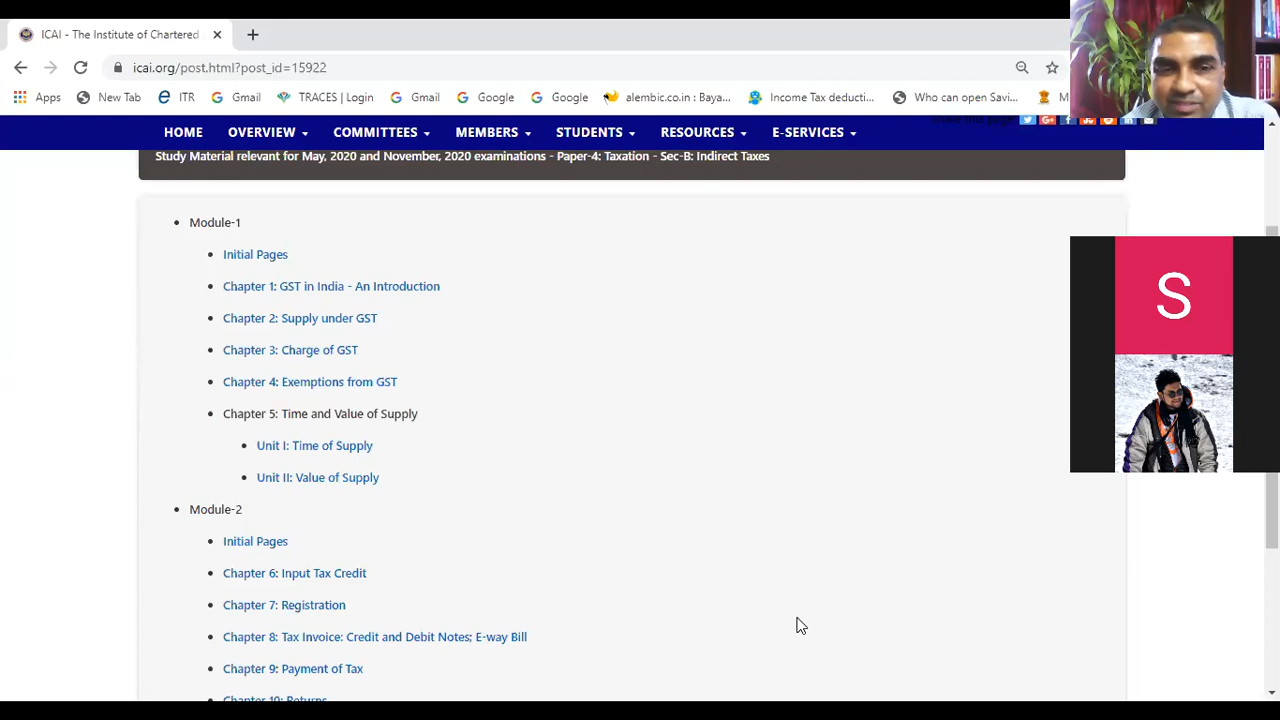 ICAI - The Institute of Chartered
icai.org/post.html?post_id=15922
Apps New Tab ITR Gmail TRACES | Login Gmail Google Google alembic.co.in : Baya... Income Tax deducti... Who can open Savi... M
HOME OVERVIEW COMMITTEES MEMBERS STUDENTS RESOURCES E-SERVICES
Study Material relevant for May, 2020 and November, 2020 examinations - Paper-4: Taxation - Sec-B: Indirect Taxes
Module-1
Initial Pages
Chapter 1: GST in India - An Introduction
Chapter 2: Supply under GST
Chapter 3: Charge of GST
Chapter 4: Exemptions from GST
Chapter 5: Time and Value of Supply
Unit I: Time of Supply
Unit II: Value of Supply
Module-2
Initial Pages
Chapter 6: Input Tax Credit
Chapter 7: Registration
Chapter 8: Tax Invoice: Credit and Debit Notes; E-way Bill
Chapter 9: Payment of Tax
Chapter 10: Returns
S